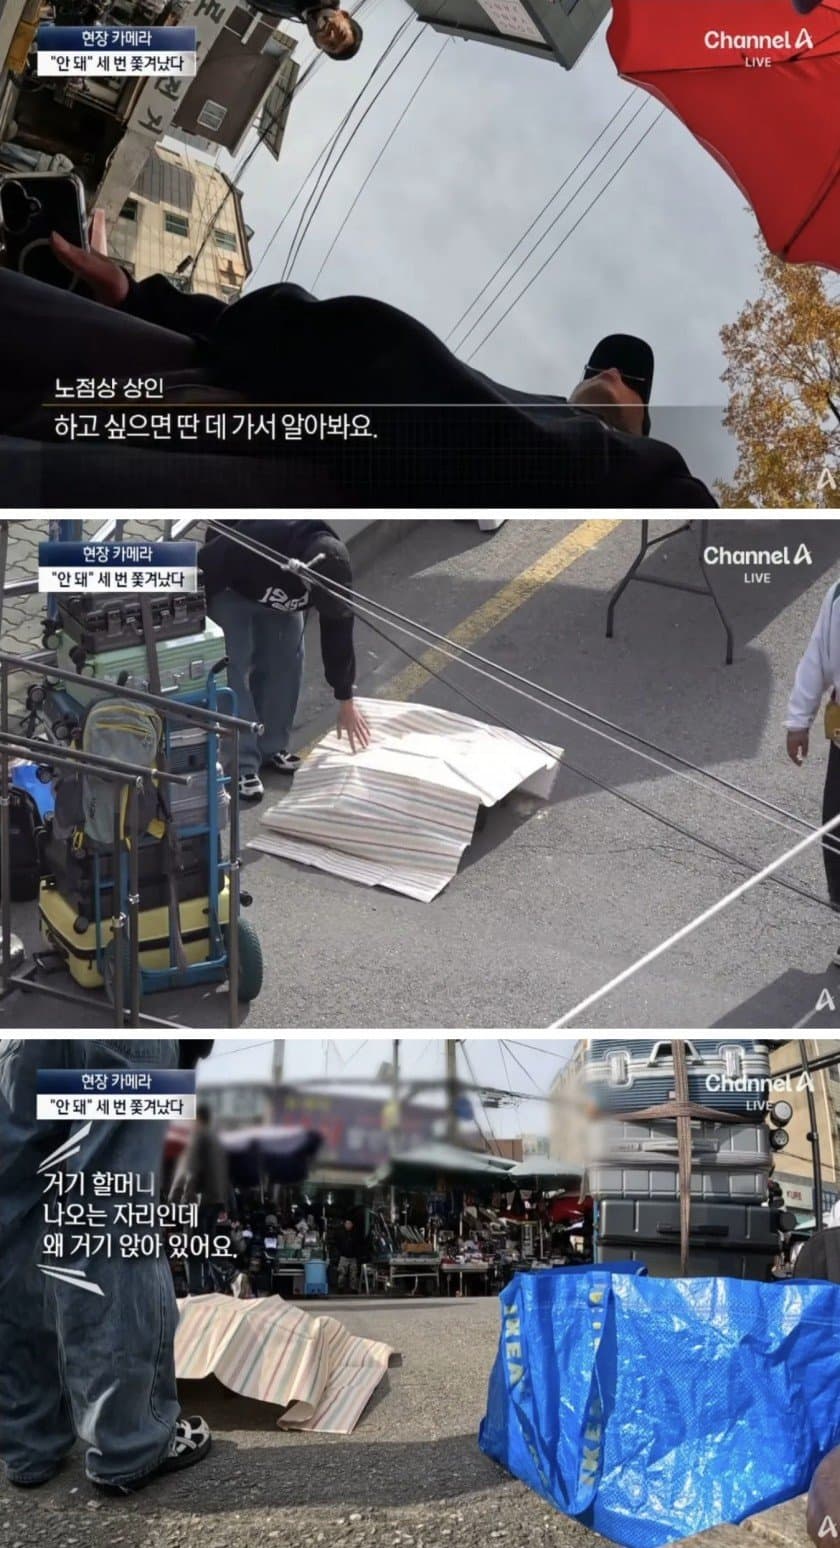 현장 카메라
"안 돼" 세 번 쫓겨났다
Channel A
LIVE
노점상 상인
하고 싶으면 딴 데 가서 알아봐요.
현장 카메라
"안 돼" 세 번 쫓겨났다
Channel A
LIVE
현장 카메라
"안 돼" 세 번 쫓겨났다
Channel A
LIVE
거기 할머니
나오는 자리인데
왜 거기 앉아 있어요.
IKEA